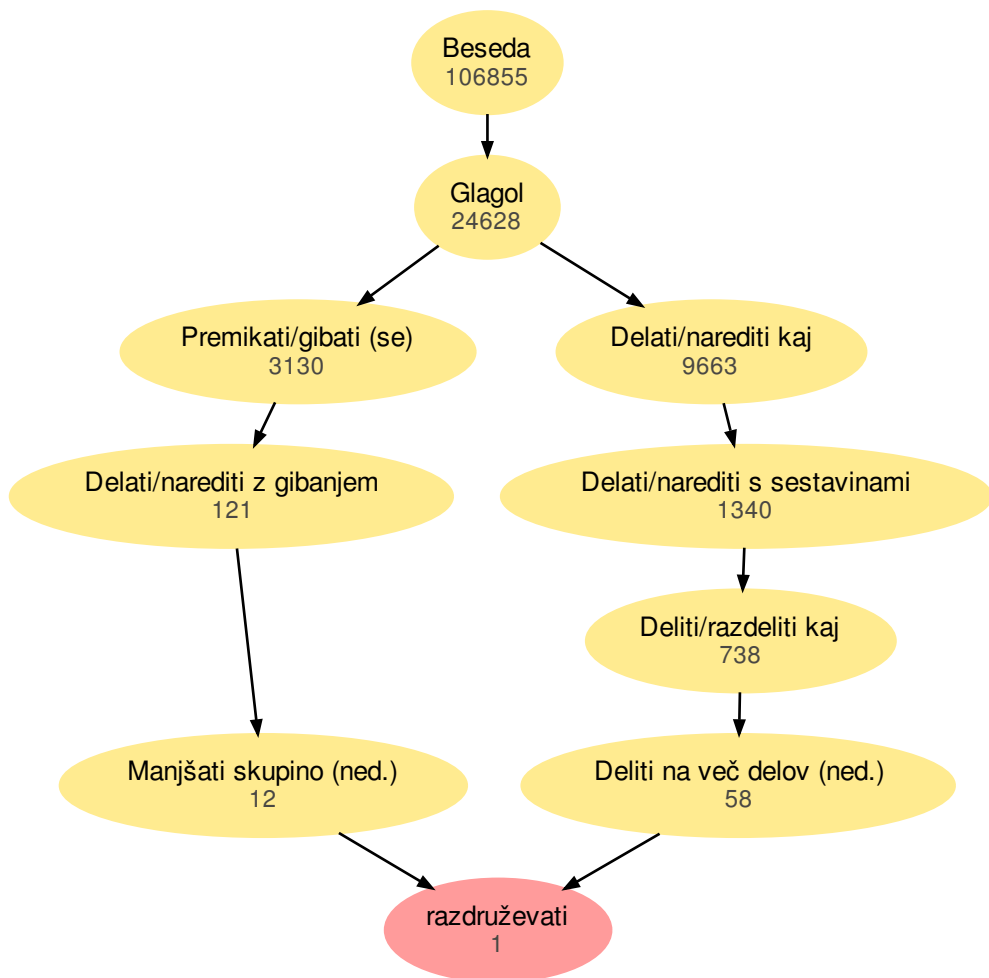 Beseda
106855
Glagol
24628
Premikati/gibati (se)
3130
Delati/narediti kaj
9663
Delati/narediti z gibanjem
121
Delati/narediti s sestavinami
1340
Deliti/razdeliti kaj
738
Manjšati skupino (ned.)
12
Deliti na več delov (ned.)
58
razdruževati
1